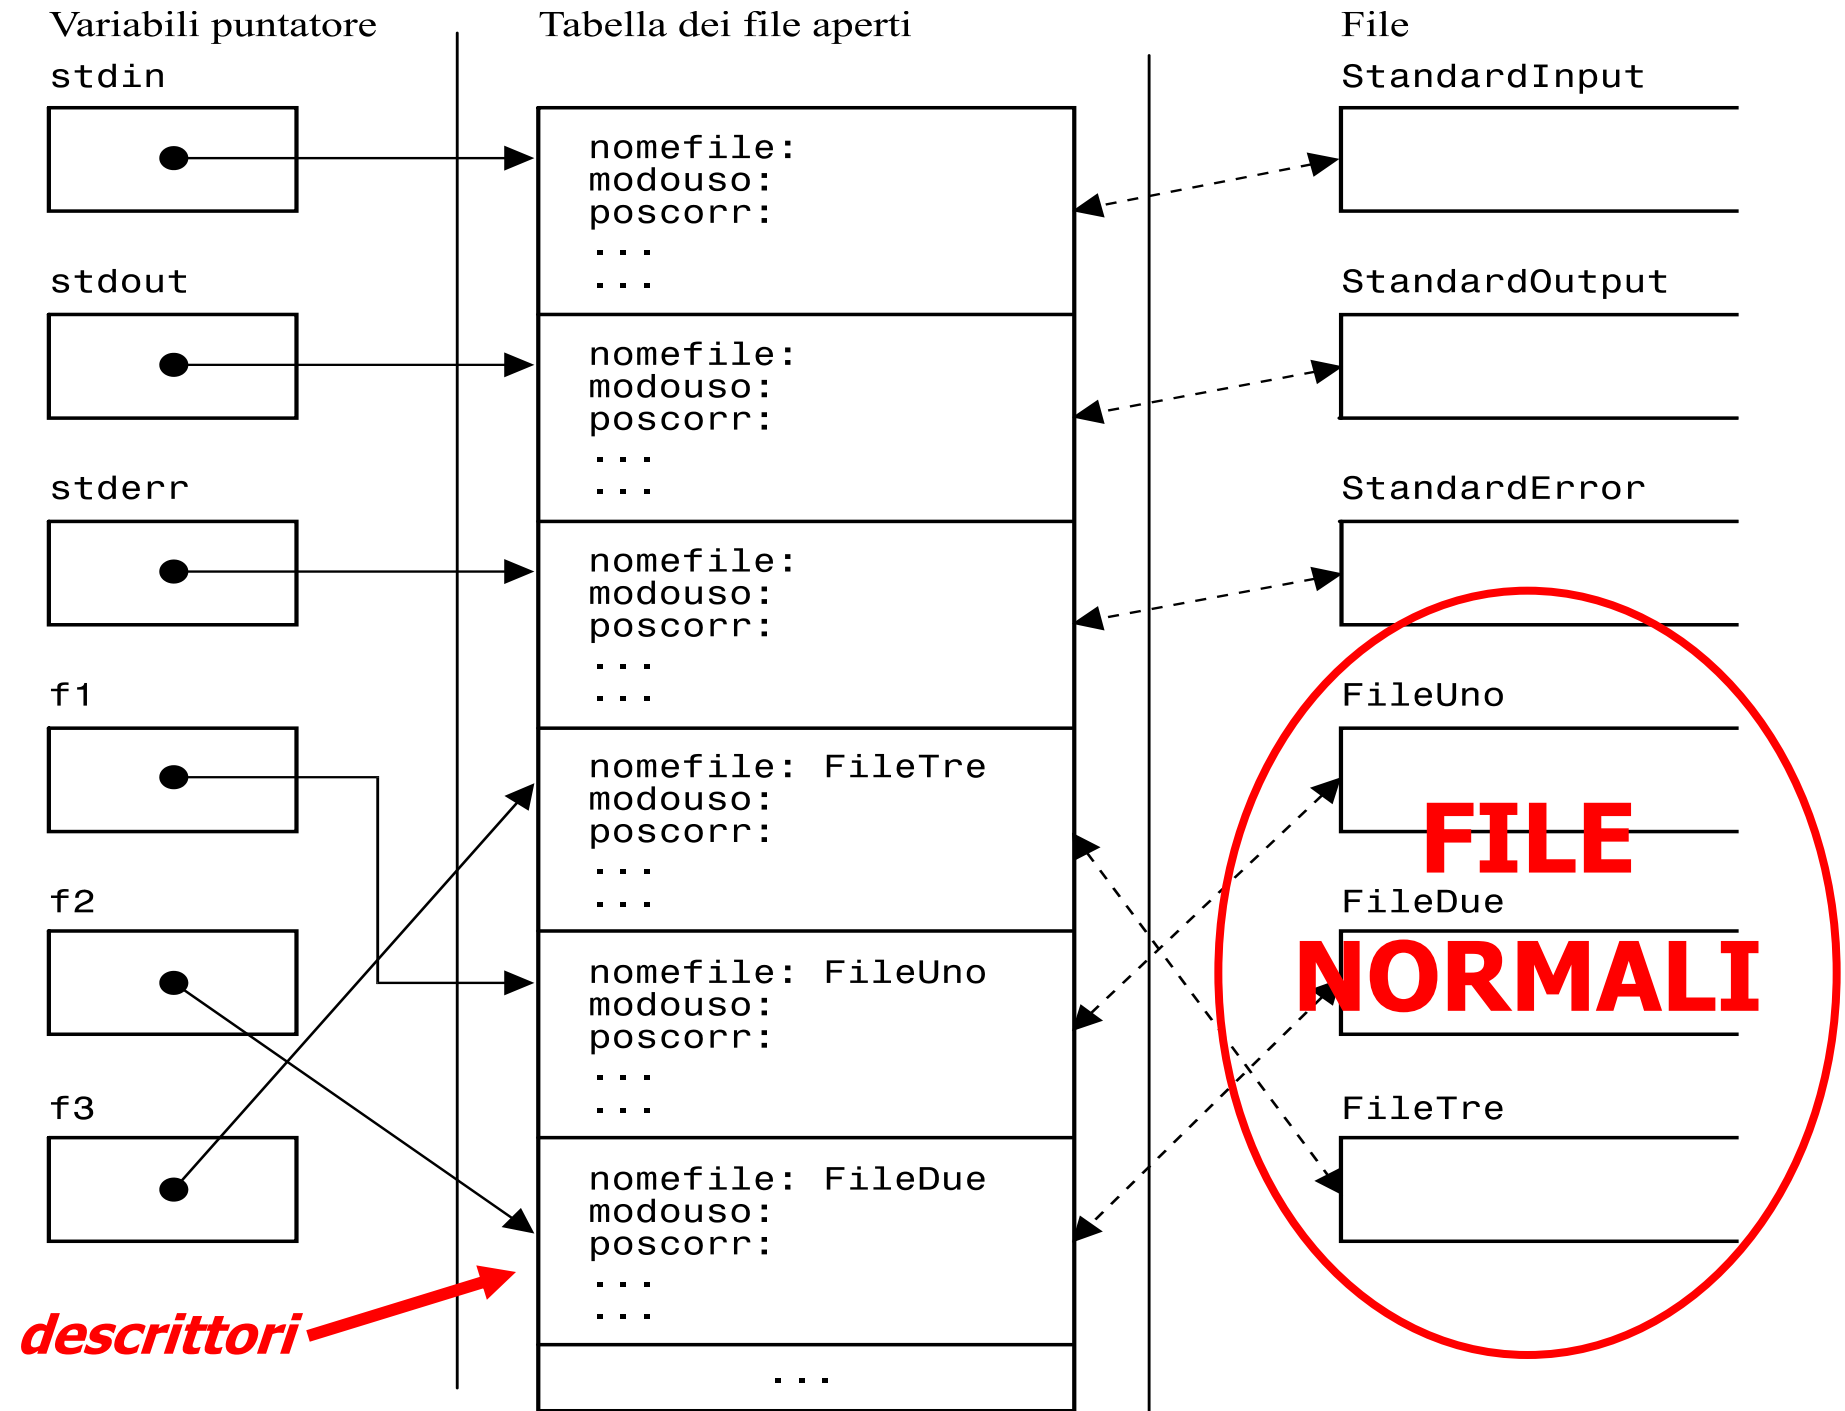 Variabili puntatore
stdin
stdout
stderr
f1
f2
f3
descrittori
Tabella dei file aperti
nomefile:
modouso:
poscorr:
...
...
nomefile:
modouso:
poscorr:
...
...
nomefile:
modouso:
poscorr:
...
...
nomefile: FileTre
modouso:
poscorr:
...
...
nomefile: FileUno
modouso:
poscorr:
...
...
nomefile: FileDue
modouso:
poscorr:
...
...
...
File
StandardInput
StandardOutput
StandardError
FileUno
FILE
FileDue
NORMALI
FileTre